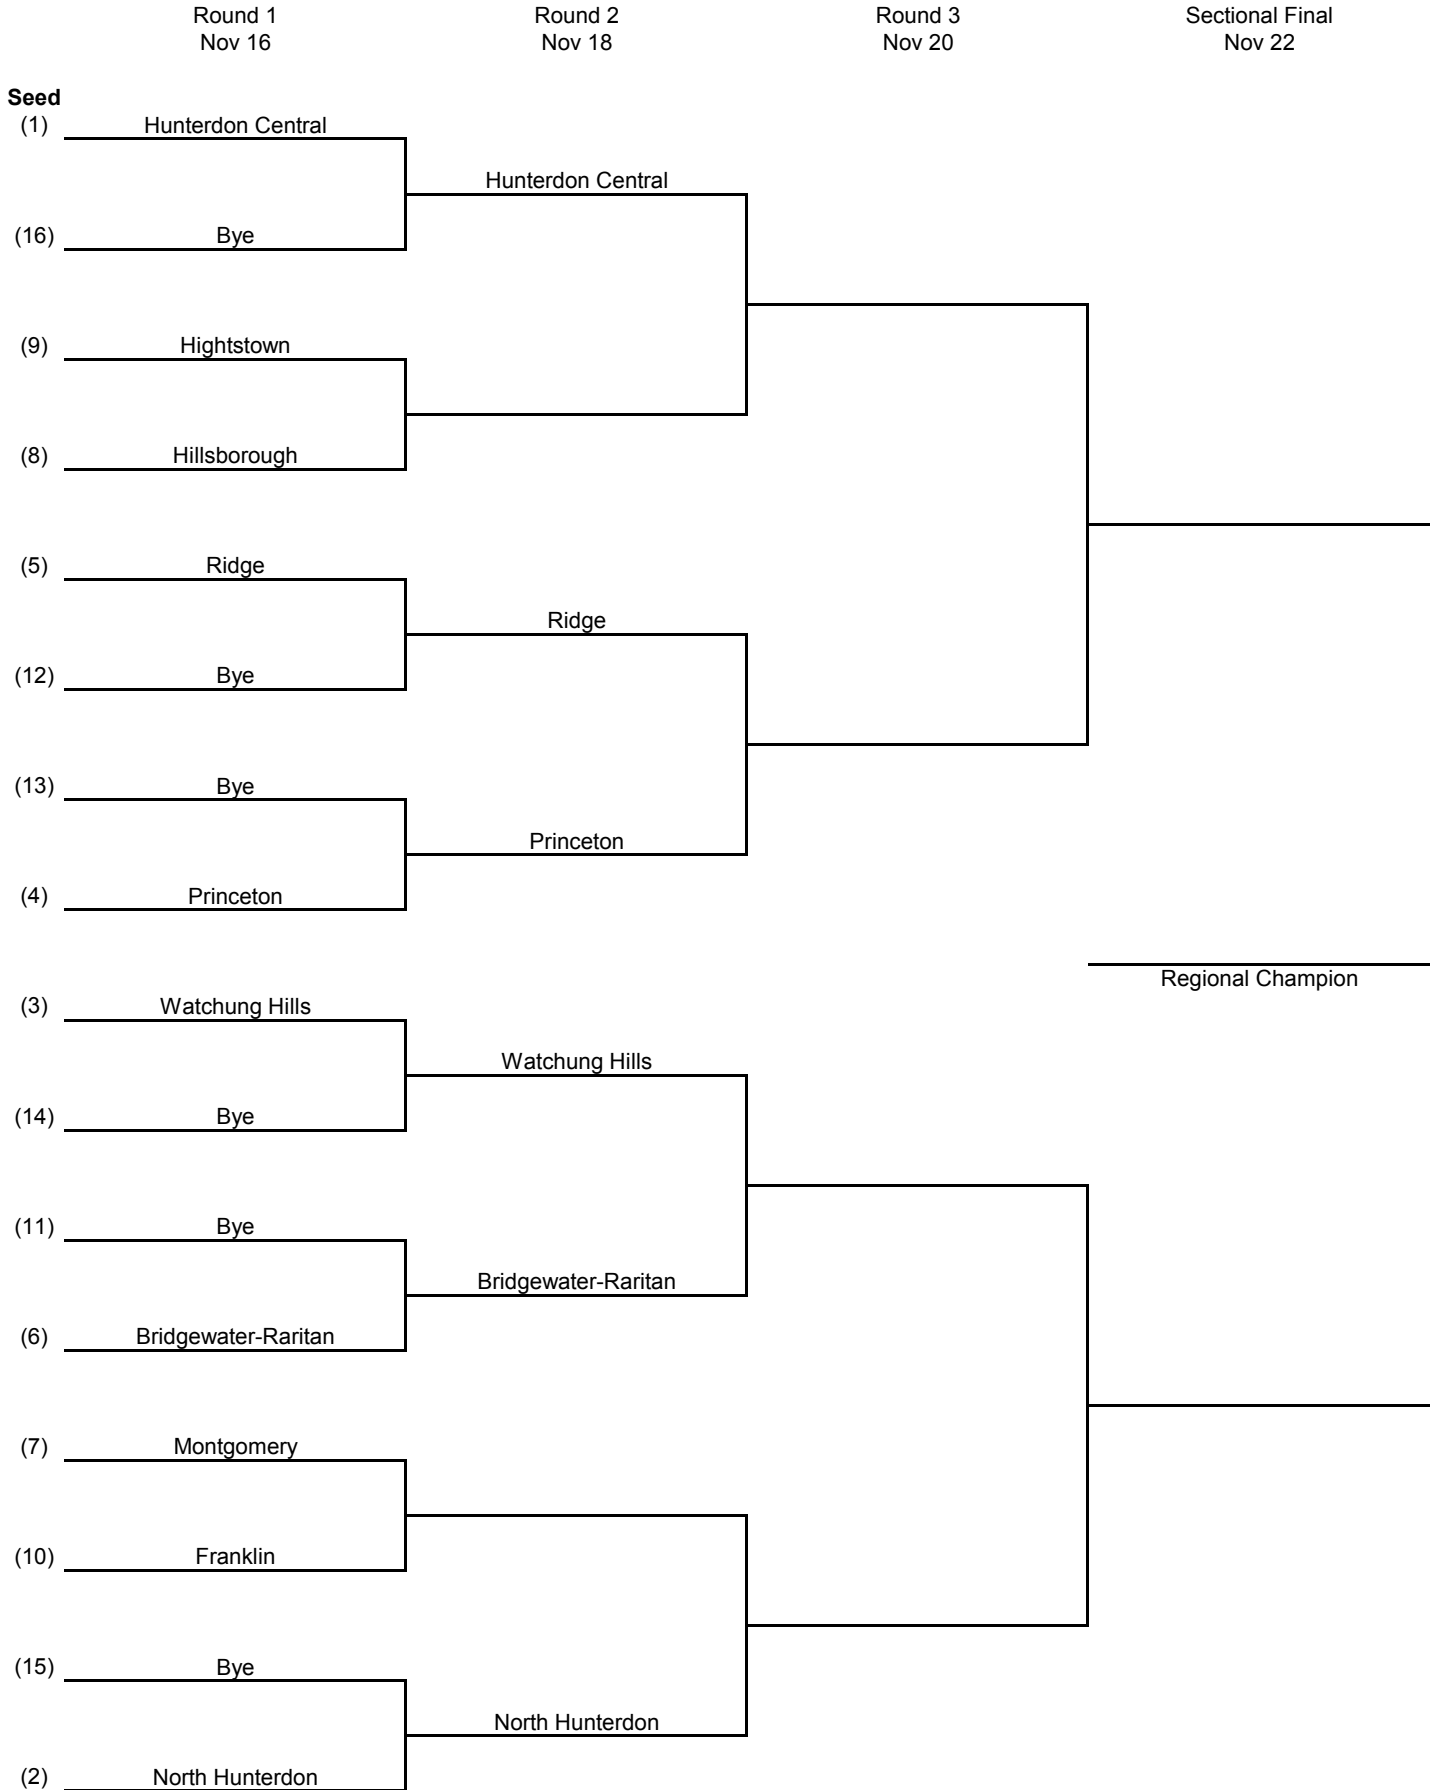 Round 1 Round 2 Round 3 Sectional Final
Nov 16 Nov 18 Nov 20 Nov 22
Seed
(1) Hunterdon Central
Hunterdon Central
(16) Bye
(9) Hightstown
(8) Hillsborough
(5) Ridge
Ridge
(12) Bye
(13) Bye
Princeton
(4) Princeton
Regional Champion
(3) Watchung Hills
Watchung Hills
(14) Bye
(11) Bye
Bridgewater-Raritan
(6) Bridgewater-Raritan
(7) Montgomery
(10) Franklin
(15) Bye
North Hunterdon
(2) North Hunterdon